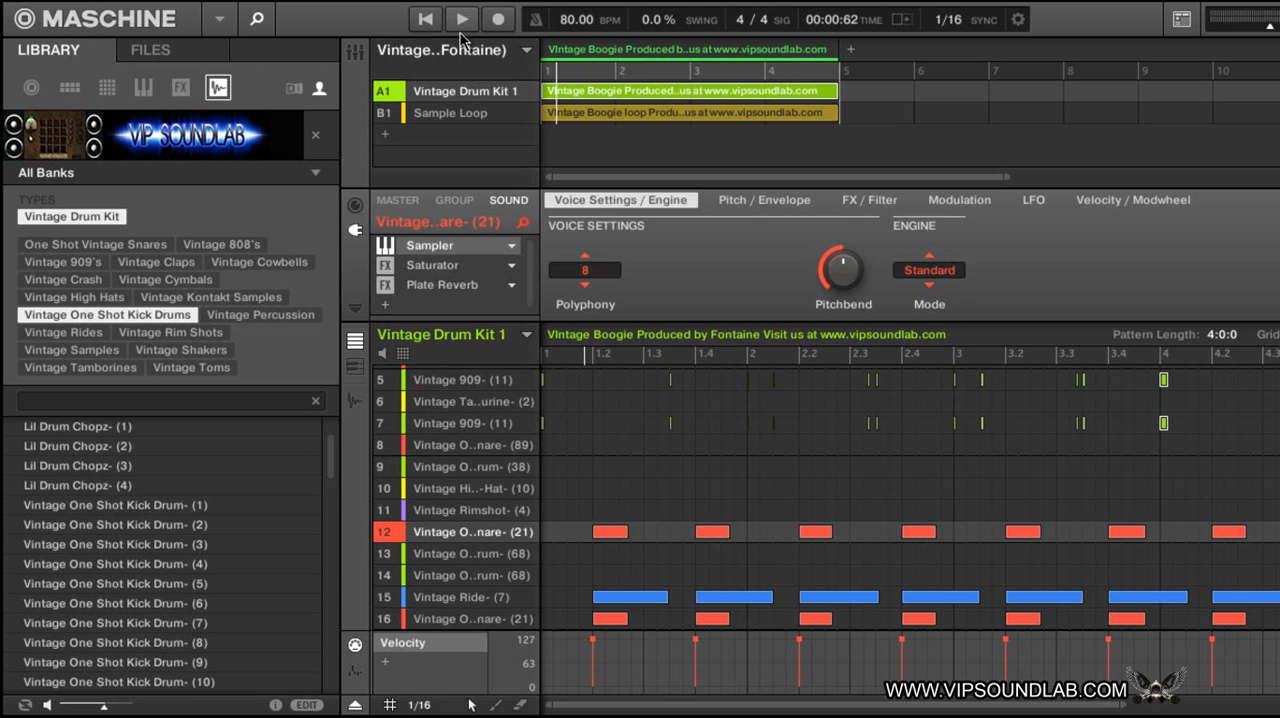 MASCHINE
80.00 BPM 0.0 % SWING 4 / 4 SIG 00:00:62 TIME 1/16 SYNC
LIBRARY FILES
VIP SOUNDLAB
All Banks
TYPES
Vintage Drum Kit
One Shot Vintage Snares Vintage 808's
Vintage 909's Vintage Claps Vintage Cowbells
Vintage Crash Vintage Cymbals
Vintage High Hats Vintage Kontakt Samples
Vintage One Shot Kick Drums Vintage Percussion
Vintage Rides Vintage Rim Shots
Vintage Samples Vintage Shakers
Vintage Tamborines Vintage Toms
Lil Drum Chopz- (1)
Lil Drum Chopz- (2)
Lil Drum Chopz- (3)
Lil Drum Chopz- (4)
Vintage One Shot Kick Drum- (1)
Vintage One Shot Kick Drum- (2)
Vintage One Shot Kick Drum- (3)
Vintage One Shot Kick Drum- (4)
Vintage One Shot Kick Drum- (5)
Vintage One Shot Kick Drum- (6)
Vintage One Shot Kick Drum- (7)
Vintage One Shot Kick Drum- (8)
Vintage One Shot Kick Drum- (9)
Vintage One Shot Kick Drum- (10)
EDIT
Vintage..Fontaine) VIntage Boogie Produced b..us at www.vipsoundlab.com +
1 2 3 4 5 6 7 8 9 10
A1 Vintage Drum Kit 1 VIntage Boogie Produced..us at www.vipsoundlab.com
B1 Sample Loop Vintage Boogie loop Produ..us at www.vipsoundlab.com
+
MASTER GROUP SOUND
Vintage..are- (21)
Sampler
FX Saturator
FX Plate Reverb
+
Voice Settings / Engine Pitch / Envelope FX / Filter Modulation LFO Velocity / Modwheel
VOICE SETTINGS ENGINE
8 Standard
Polyphony Pitchbend Mode
Vintage Drum Kit 1 VIntage Boogie Produced by Fontaine Visit us at www.vipsoundlab.com Pattern Length: 4:0:0 Grid
1 1.2 1.3 1.4 2 2.2 2.3 2.4 3 3.2 3.3 3.4 4 4.2 4.3
5 Vintage 909- (11)
6 Vintage Ta..urine- (2)
7 Vintage 909- (11)
8 Vintage O..nare- (89)
9 Vintage O..rum- (38)
10 Vintage Hi..-Hat- (10)
11 Vintage Rimshot- (4)
12 Vintage O..nare- (21)
13 Vintage O..rum- (68)
14 Vintage O..rum- (68)
15 Vintage Ride- (7)
16 Vintage O..nare- (21)
Velocity 127
+ 63
0
1/16
WWW.VIPSOUNDLAB.COM